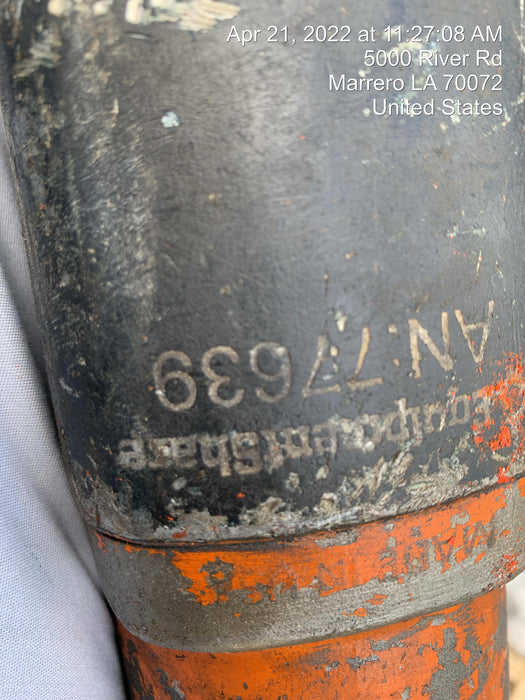 Apr 21, 2022 at 11:27:08 AM
5000 River Rd
Marrero LA 70072
United States
EquipmentShare
AN 77639